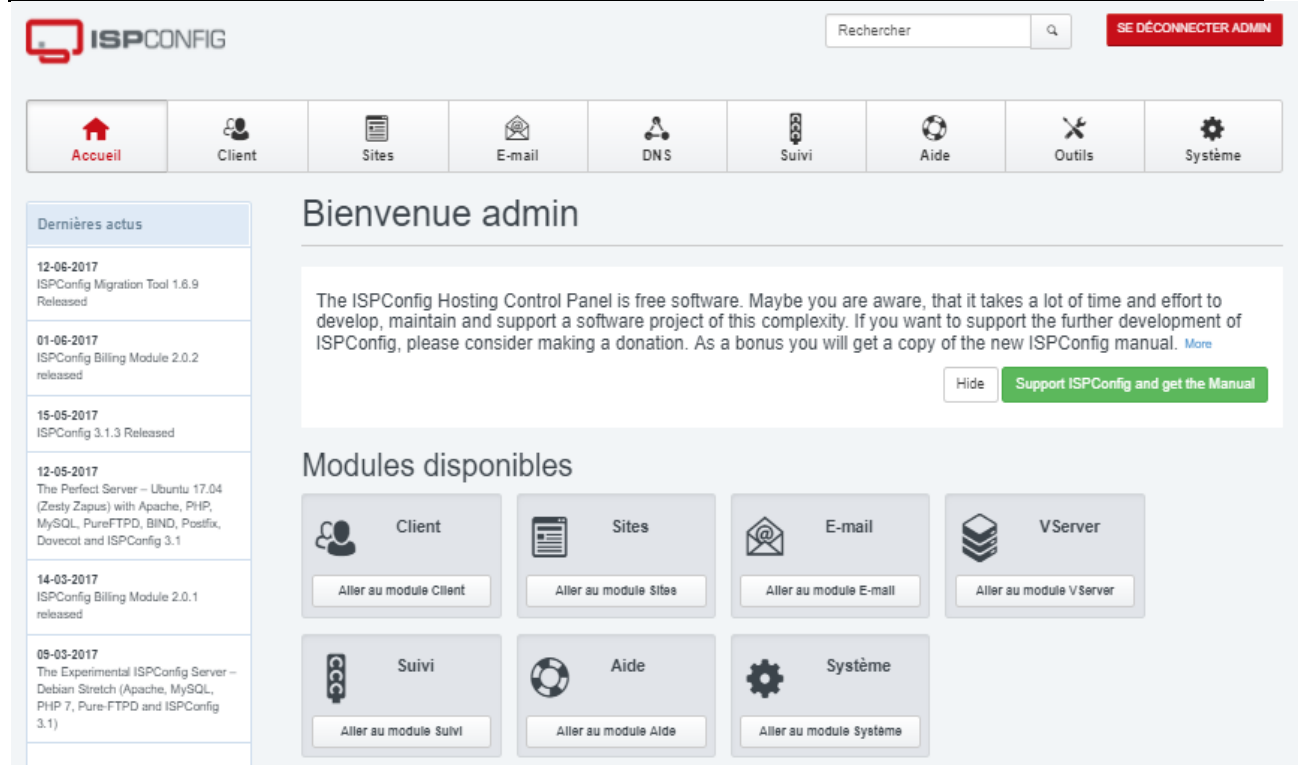 ISPCONFIG
Rechercher
SE DÉCONNECTER ADMIN
Accueil
Client
Sites
E-mail
DNS
Suivi
Aide
Outils
Système
Dernières actus
12-06-2017
ISPConfig Migration Tool 1.6.9
Released
01-06-2017
ISPConfig Billing Module 2.0.2
released
15-05-2017
ISPConfig 3.1.3 Released
12-05-2017
The Perfect Server – Ubuntu 17.04
(Zesty Zapus) with Apache, PHP,
MySQL, PureFTPD, BIND, Postfix,
Dovecot and ISPConfig 3.1
14-03-2017
ISPConfig Billing Module 2.0.1
released
09-03-2017
The Experimental ISPConfig Server –
Debian Stretch (Apache, MySQL,
PHP 7, Pure-FTPD and ISPConfig
3.1)
Bienvenue admin
The ISPConfig Hosting Control Panel is free software. Maybe you are aware, that it takes a lot of time and effort to
develop, maintain and support a software project of this complexity. If you want to support the further development of
ISPConfig, please consider making a donation. As a bonus you will get a copy of the new ISPConfig manual. More
Hide
Support ISPConfig and get the Manual
Modules disponibles
Client
Aller au module Client
Sites
Aller au module Sites
E-mail
Aller au module E-mail
VServer
Aller au module VServer
Suivi
Aller au module Suivi
Aide
Aller au module Aide
Système
Aller au module Système